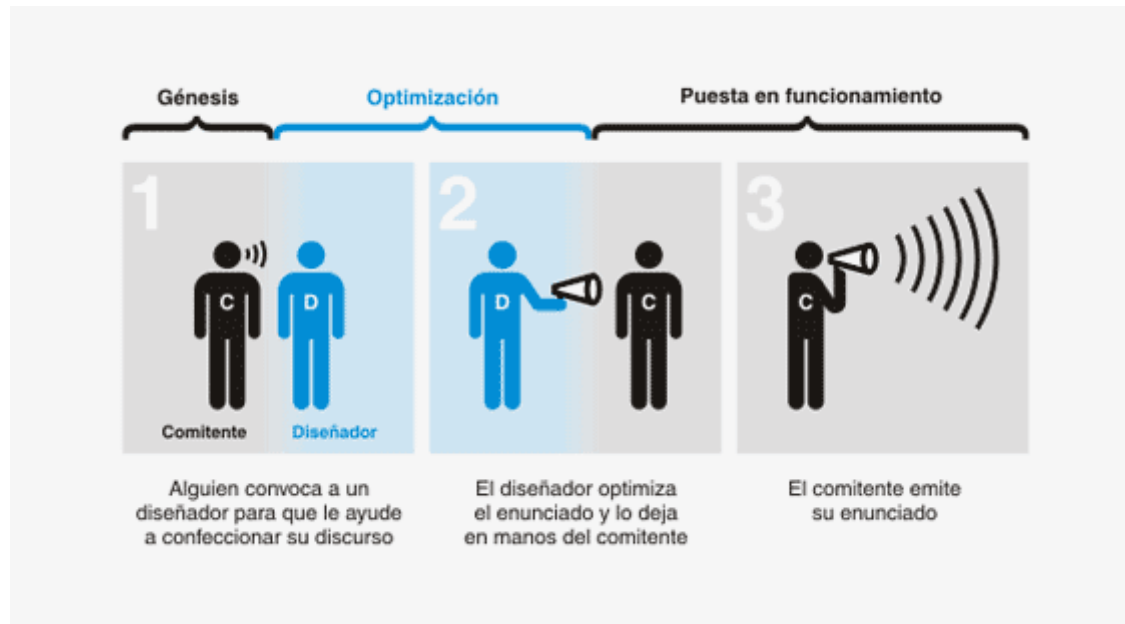 Génesis
Optimización
Puesta en funcionamiento
1
2
3
C
D
D
C
C
Comitente
Diseñador
Alguien convoca a un
diseñador para que le ayude
a confeccionar su discurso
El diseñador optimiza
el enunciado y lo deja
en manos del comitente
El comitente emite
su enunciado